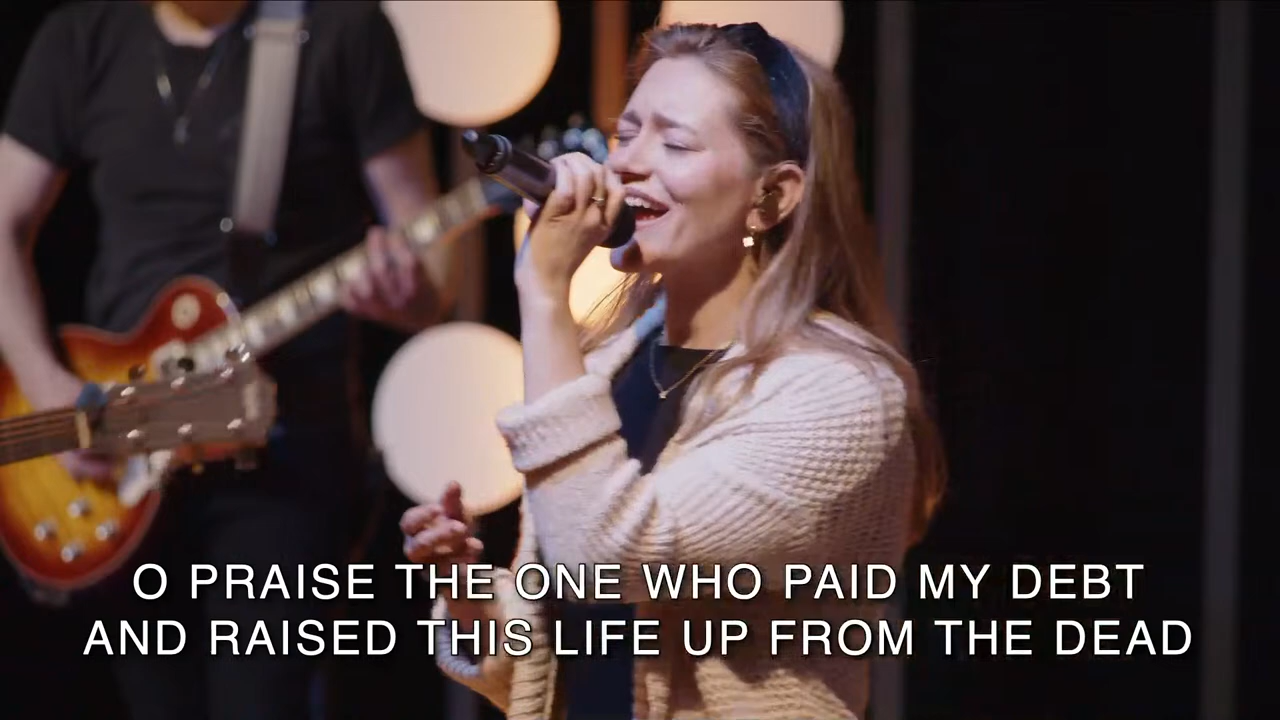 O PRAISE THE ONE WHO PAID MY DEBT
AND RAISED THIS LIFE UP FROM THE DEAD